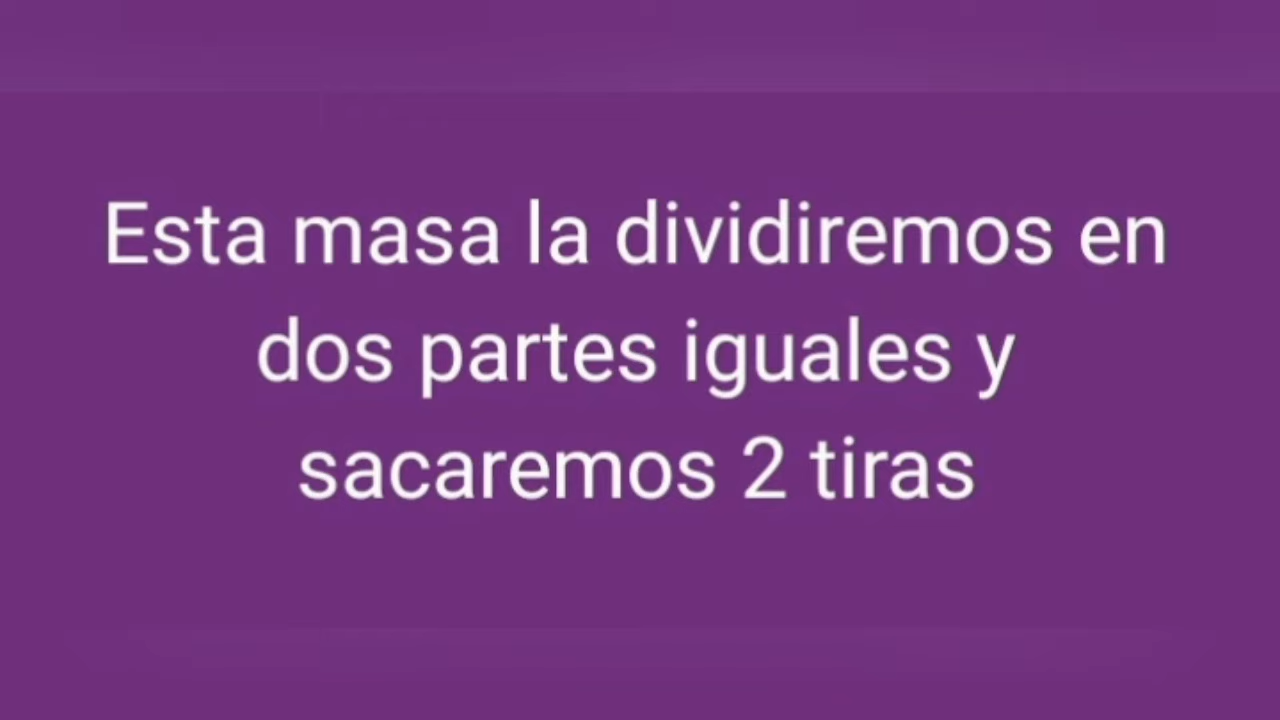 Esta masa la dividiremos en
dos partes iguales y
sacaremos 2 tiras